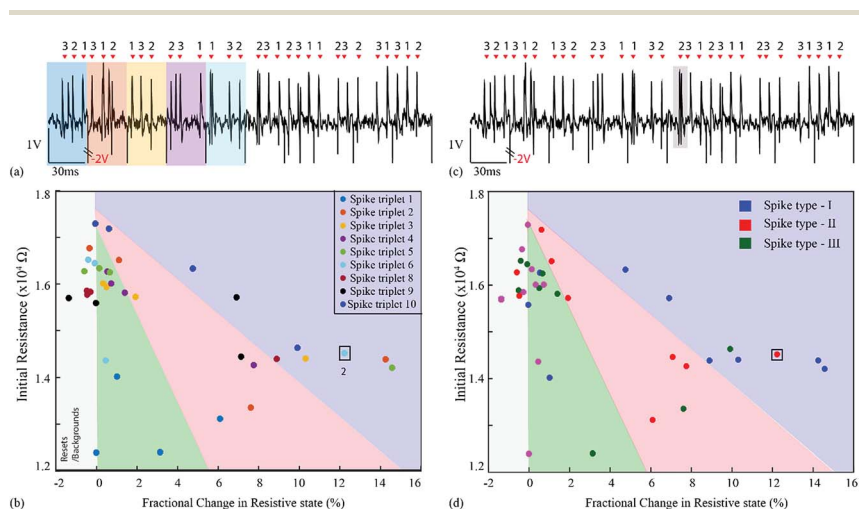 3 2 1 3 1 2 1 3 2 2 3 1 1 3 2 2 3 1 2 3 1 1 2 3 2 3 1 2
1V
-2V
30ms
(a)
3 2 1 3 1 2 1 3 2 2 3 1 1 3 2 2 3 1 2 3 1 1 2 3 2 3 1 2
1V
-2V
30ms
(c)
Initial Resistance (x10⁴ Ω)
1.8
1.6
1.4
1.2
Resets
/Backgrounds
Spike triplet 1
Spike triplet 2
Spike triplet 3
Spike triplet 4
Spike triplet 5
Spike triplet 6
Spike triplet 8
Spike triplet 9
Spike triplet 10
2
-2 0 2 4 6 8 10 12 14 16
(b)
Fractional Change in Resistive state (%)
Initial Resistance (x10⁴ Ω)
1.8
1.6
1.4
1.2
Spike type - I
Spike type - II
Spike type - III
-2 0 2 4 6 8 10 12 14 16
(d)
Fractional Change in Resistive state (%)